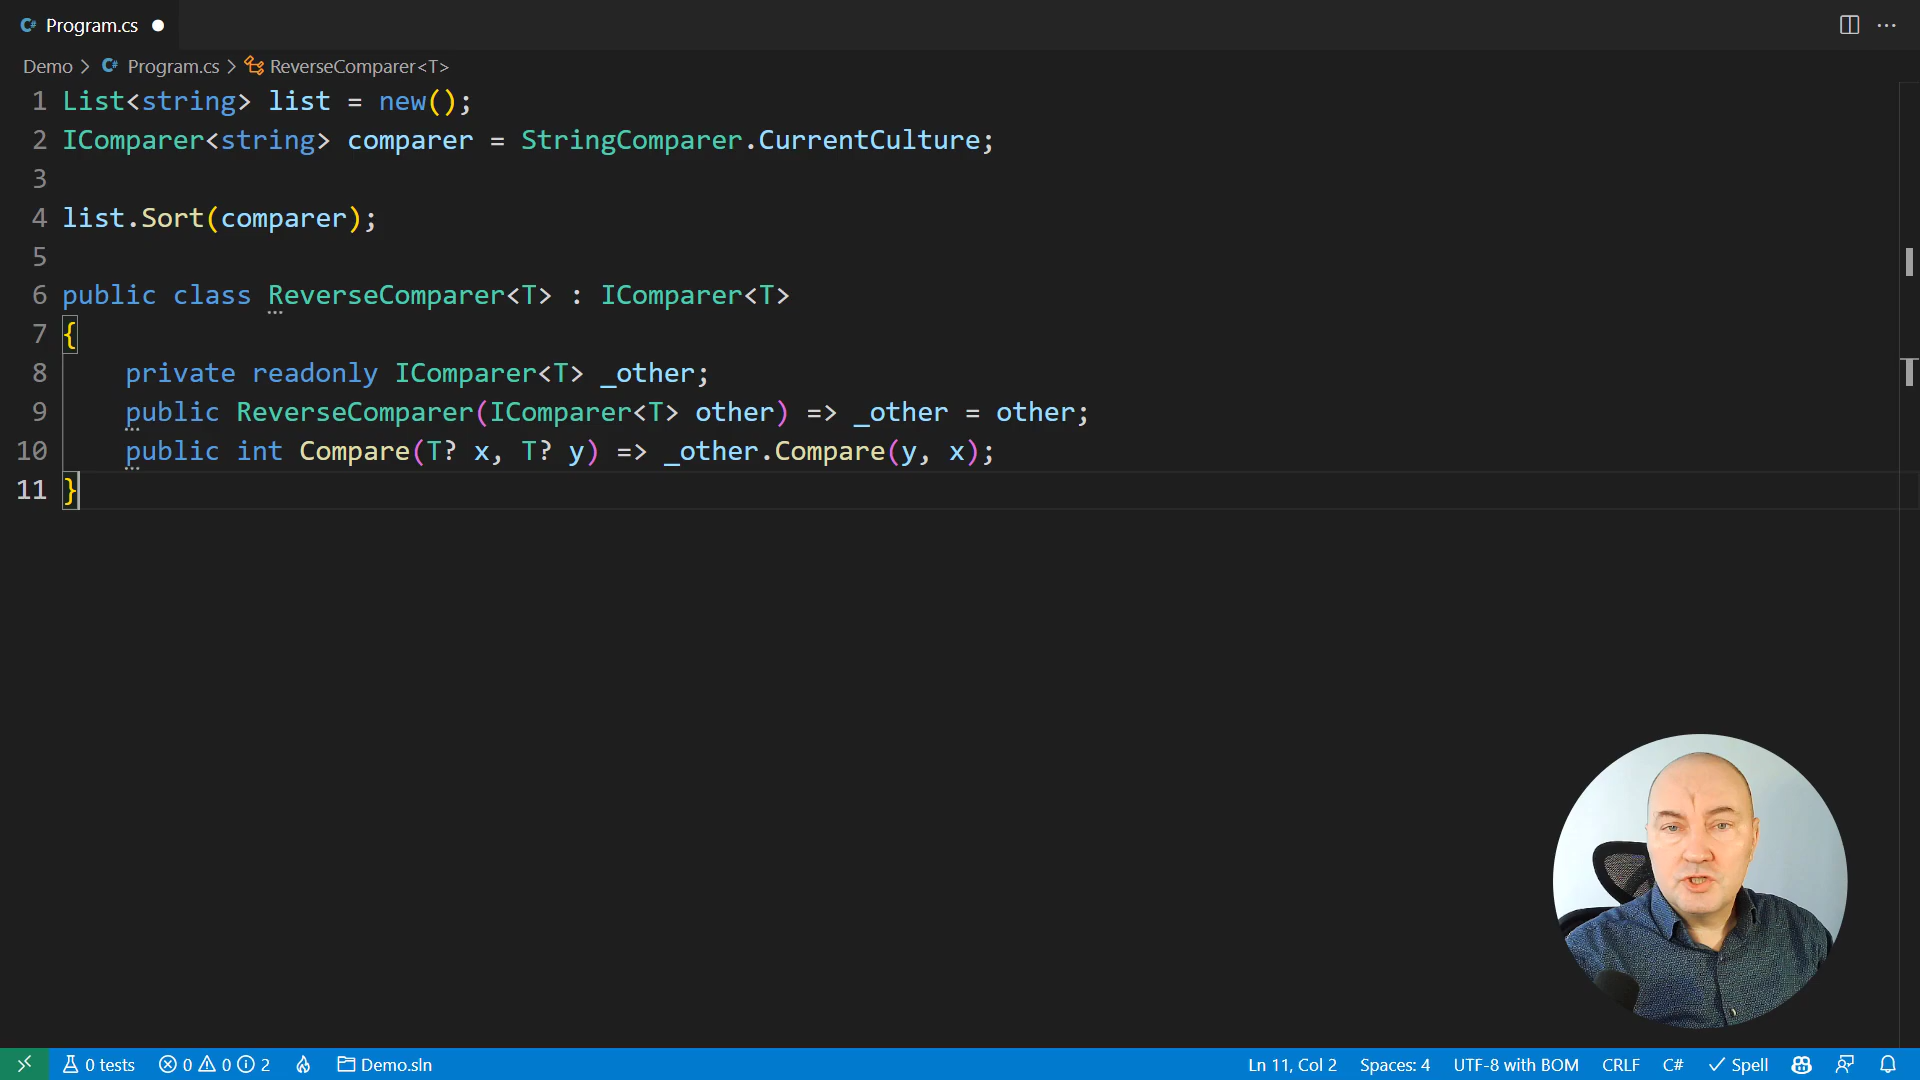 Program.cs
Demo > Program.cs > ReverseComparer<T>
1 List<string> list = new();
2 IComparer<string> comparer = StringComparer.CurrentCulture;
3
4 list.Sort(comparer);
5
6 public class ReverseComparer<T> : IComparer<T>
7 {
8     private readonly IComparer<T> _other;
9     public ReverseComparer(IComparer<T> other) => _other = other;
10     public int Compare(T? x, T? y) => _other.Compare(y, x);
11 }
0 tests 0 0 2 Demo.sln Ln 11, Col 2 Spaces: 4 UTF-8 with BOM CRLF C# Spell